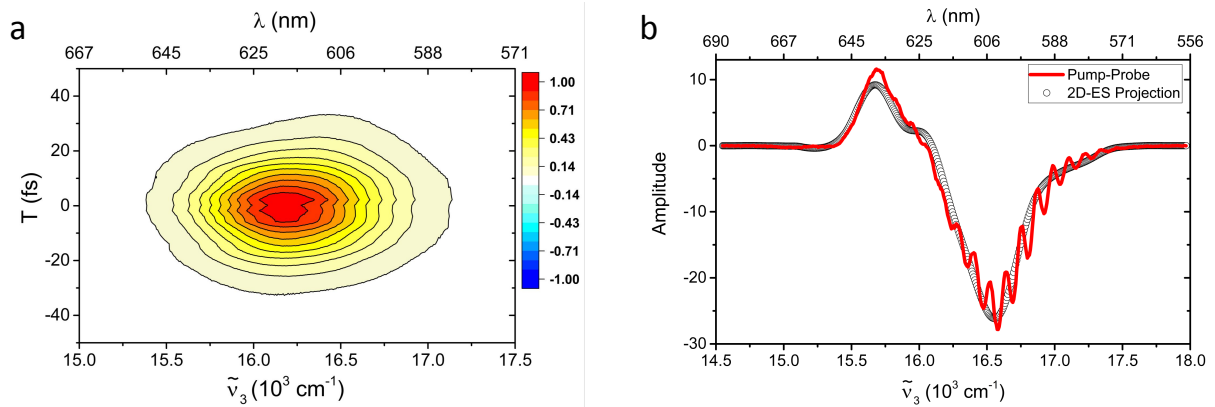 a
λ (nm)
667 645 625 606 588 571
T (fs)
40
20
0
-20
-40
15.0 15.5 16.0 16.5 17.0 17.5
ṽ₃ (10³ cm⁻¹)
1.00
0.71
0.43
0.14
-0.14
-0.43
-0.71
-1.00
b
λ (nm)
690 667 645 625 606 588 571 556
Amplitude
10
0
-10
-20
-30
14.5 15.0 15.5 16.0 16.5 17.0 17.5 18.0
ṽ₃ (10³ cm⁻¹)
Pump-Probe
2D-ES Projection